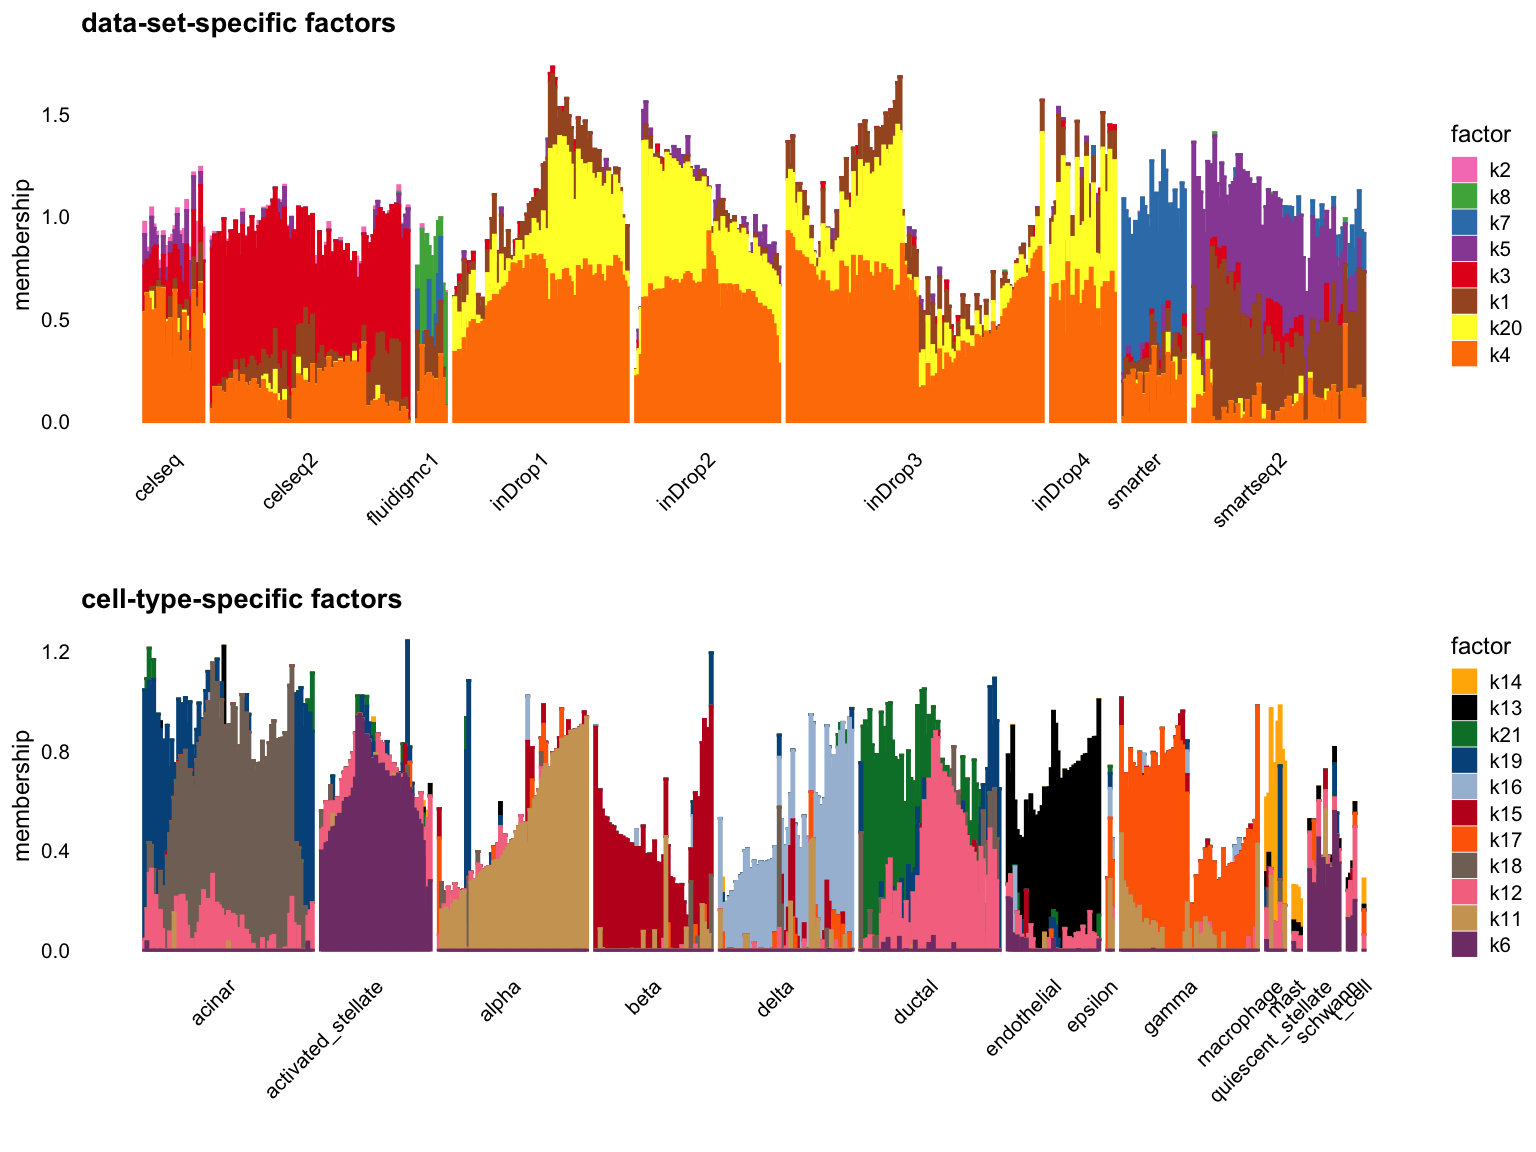 data-set-specific factors
membership
1.5
1.0
0.5
0.0
celseq
celseq2
fluidigmc1
inDrop1
inDrop2
inDrop3
inDrop4
smarter
smartseq2
factor
k2
k8
k7
k5
k3
k1
k20
k4
cell-type-specific factors
membership
1.2
0.8
0.4
0.0
acinar
activated_stellate
alpha
beta
delta
ductal
endothelial
epsilon
gamma
macrophage
mast
quiescent_stellate
schwann
t_cell
factor
k14
k13
k21
k19
k16
k15
k17
k18
k12
k11
k6